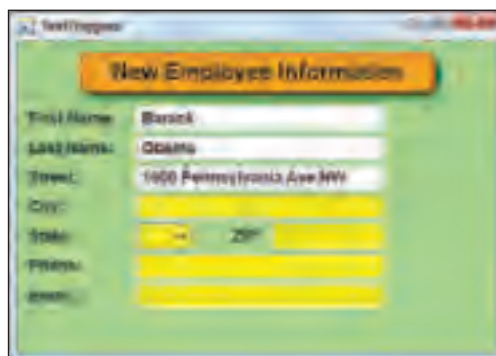 New Employee Information
First Name: Barack
Last Name: Obama
Street: 1600 Pennsylvania Ave NW
City:
State: ZIP:
Phone:
Email: